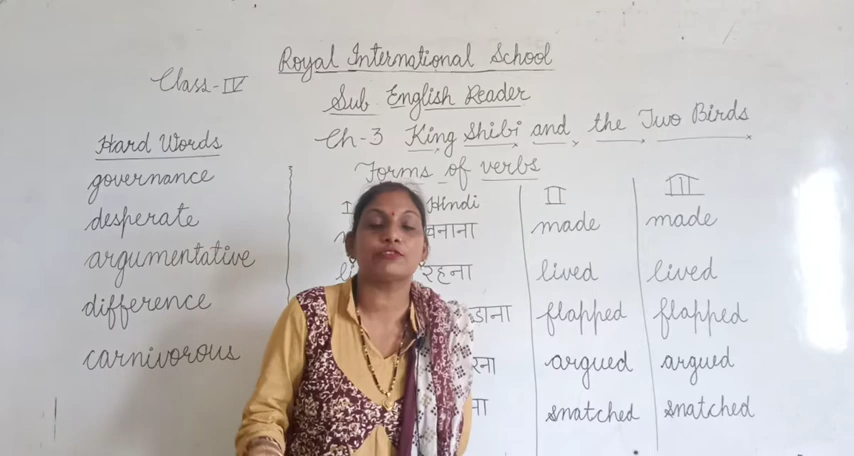 Royal International School
Class-IV
Sub English Reader
Ch-3 King Shibi and the Two Birds
Hard Words
governance
desperate
argumentative
difference
carnivorous
Forms of verbs
Hindi II III
made made
रहना lived lived
flapped flapped
argued argued
snatched snatched